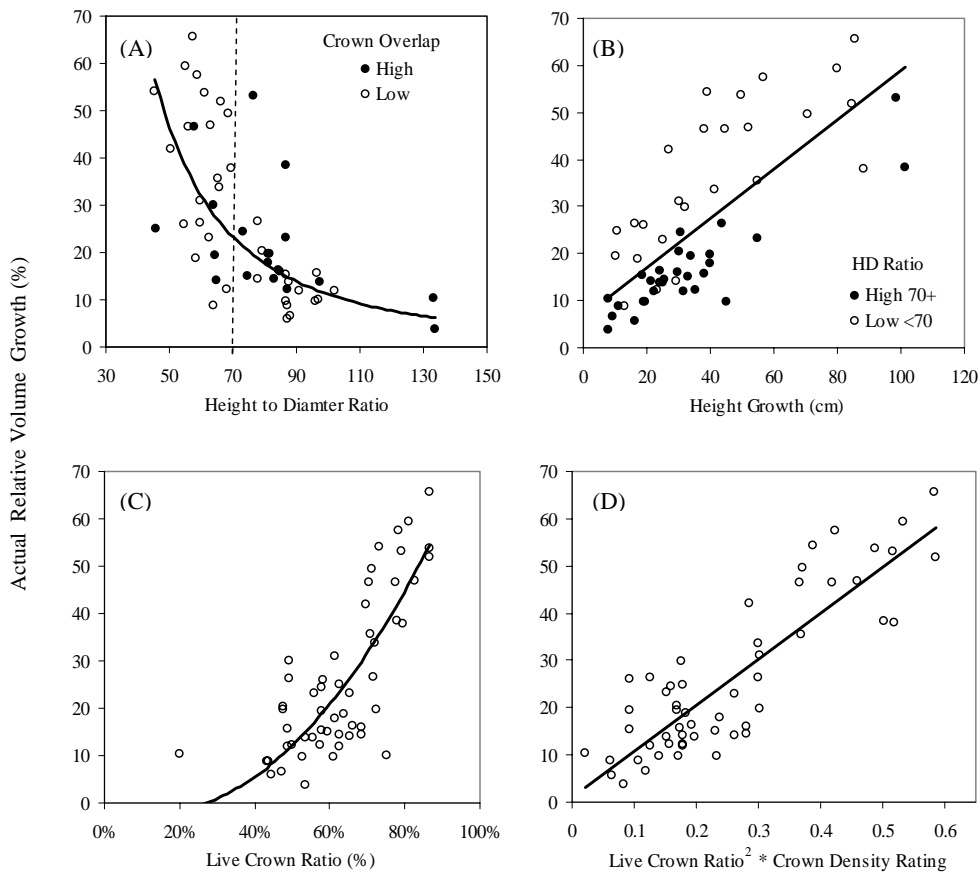 Actual Relative Volume Growth (%)
(A)
Crown Overlap
High
Low
70
60
50
40
30
20
10
0
30 50 70 90 110 130 150
Height to Diamter Ratio
(B)
HD Ratio
High 70+
Low <70
70
60
50
40
30
20
10
0
0 20 40 60 80 100 120
Height Growth (cm)
(C)
70
60
50
40
30
20
10
0
0% 20% 40% 60% 80% 100%
Live Crown Ratio (%)
(D)
70
60
50
40
30
20
10
0
0 0.1 0.2 0.3 0.4 0.5 0.6
Live Crown Ratio² * Crown Density Rating